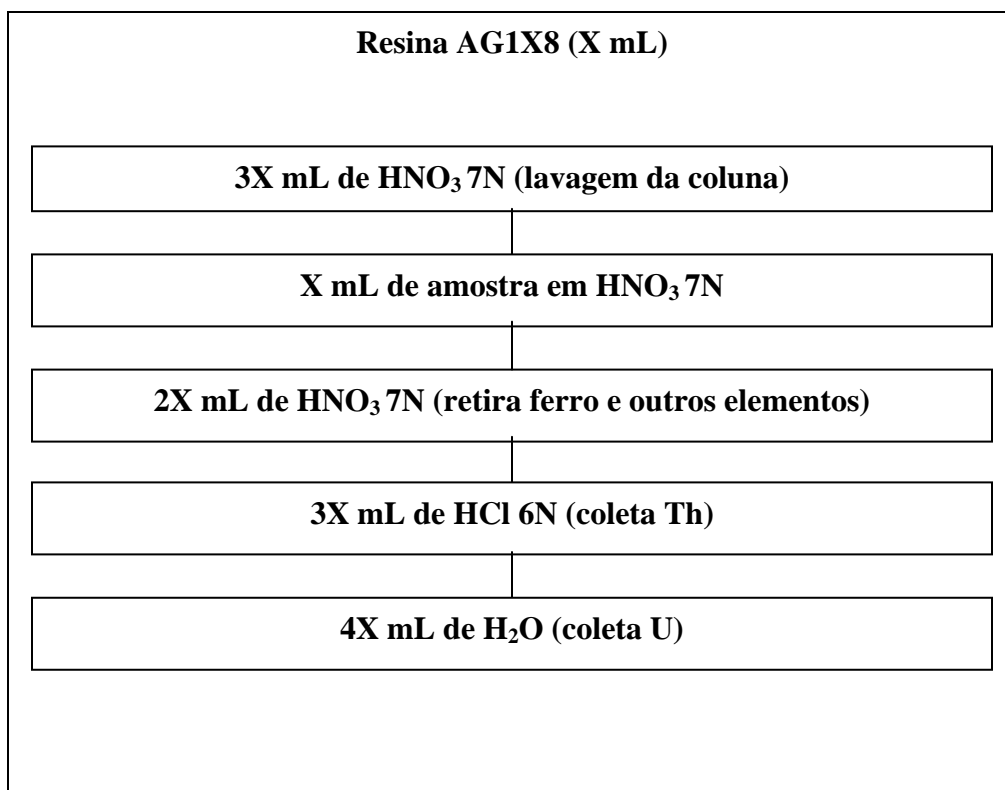 Resina AG1X8 (X mL)
3X mL de HNO₃ 7N (lavagem da coluna)
X mL de amostra em HNO₃ 7N
2X mL de HNO₃ 7N (retira ferro e outros elementos)
3X mL de HCl 6N (coleta Th)
4X mL de H₂O (coleta U)